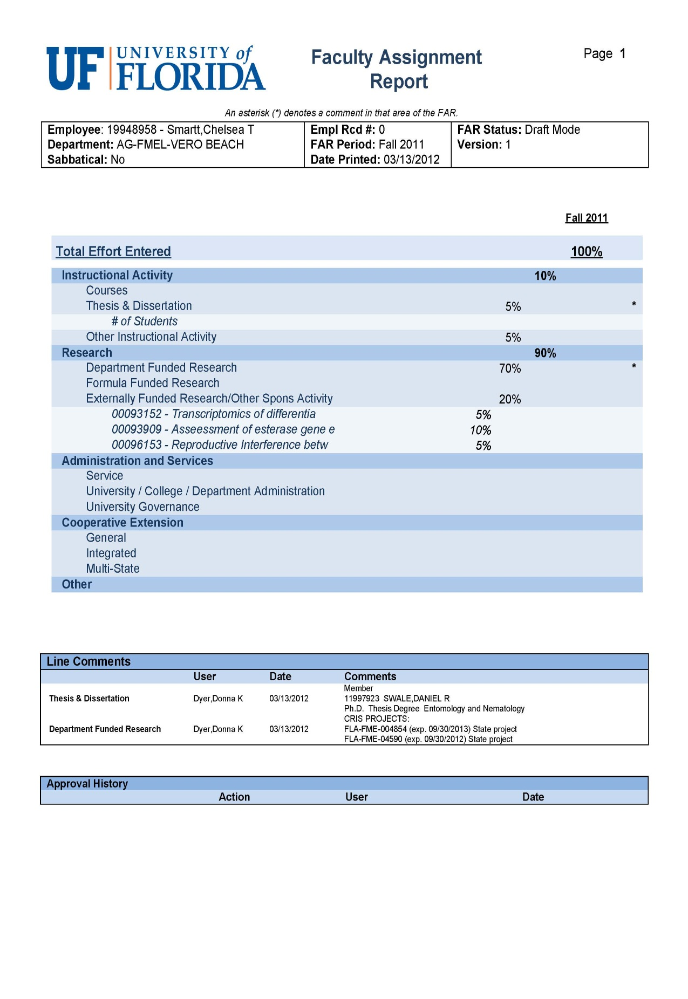 UF UNIVERSITY of FLORIDA
Faculty Assignment Report
Page 1
An asterisk (*) denotes a comment in that area of the FAR.
Employee: 19948958 - Smartt,Chelsea T
Department: AG-FMEL-VERO BEACH
Sabbatical: No
Empl Rcd #: 0
FAR Period: Fall 2011
Date Printed: 03/13/2012
FAR Status: Draft Mode
Version: 1
Fall 2011
Total Effort Entered 100%
Instructional Activity 10%
Courses
Thesis & Dissertation 5% *
# of Students
Other Instructional Activity 5%
Research 90%
Department Funded Research 70% *
Formula Funded Research
Externally Funded Research/Other Spons Activity 20%
00093152 - Transcriptomics of differentia 5%
00093909 - Asseessment of esterase gene e 10%
00096153 - Reproductive Interference betw 5%
Administration and Services
Service
University / College / Department Administration
University Governance
Cooperative Extension
General
Integrated
Multi-State
Other
Line Comments
User Date Comments
Member
Thesis & Dissertation Dyer,Donna K 03/13/2012 11997923 SWALE,DANIEL R
Ph.D. Thesis Degree Entomology and Nematology
CRIS PROJECTS:
Department Funded Research Dyer,Donna K 03/13/2012 FLA-FME-004854 (exp. 09/30/2013) State project
FLA-FME-04590 (exp. 09/30/2012) State project
Approval History
Action User Date